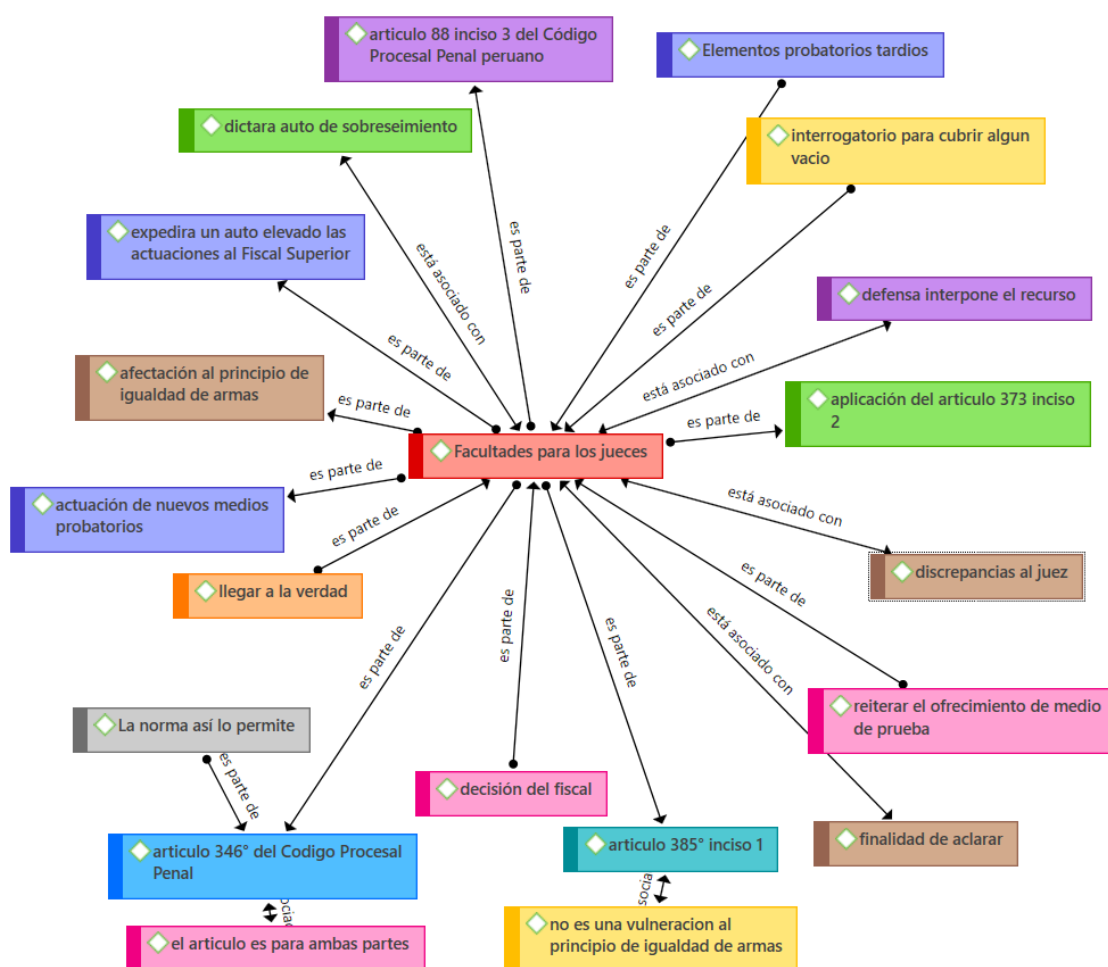 articulo 88 inciso 3 del Código
Procesal Penal peruano
Elementos probatorios tardios
dictara auto de sobreseimiento
interrogatorio para cubrir algun
vacio
expedira un auto elevado las
actuaciones al Fiscal Superior
es parte de
está asociado con
es parte de
es parte de
defensa interpone el recurso
es parte de
afectación al principio de
igualdad de armas
está asociado con
aplicación del articulo 373 inciso
2
es parte de
es parte de
Facultades para los jueces
es parte de
actuación de nuevos medios
probatorios
es parte de
está asociado con
llegar a la verdad
discrepancias al juez
es parte de
es parte de
es parte de
es parte de
está asociado con
reiterar el ofrecimiento de medio
de prueba
La norma así lo permite
es parte de
decisión del fiscal
articulo 346° del Codigo Procesal
Penal
articulo 385° inciso 1
finalidad de aclarar
socia
sociad
el articulo es para ambas partes
no es una vulneracion al
principio de igualdad de armas